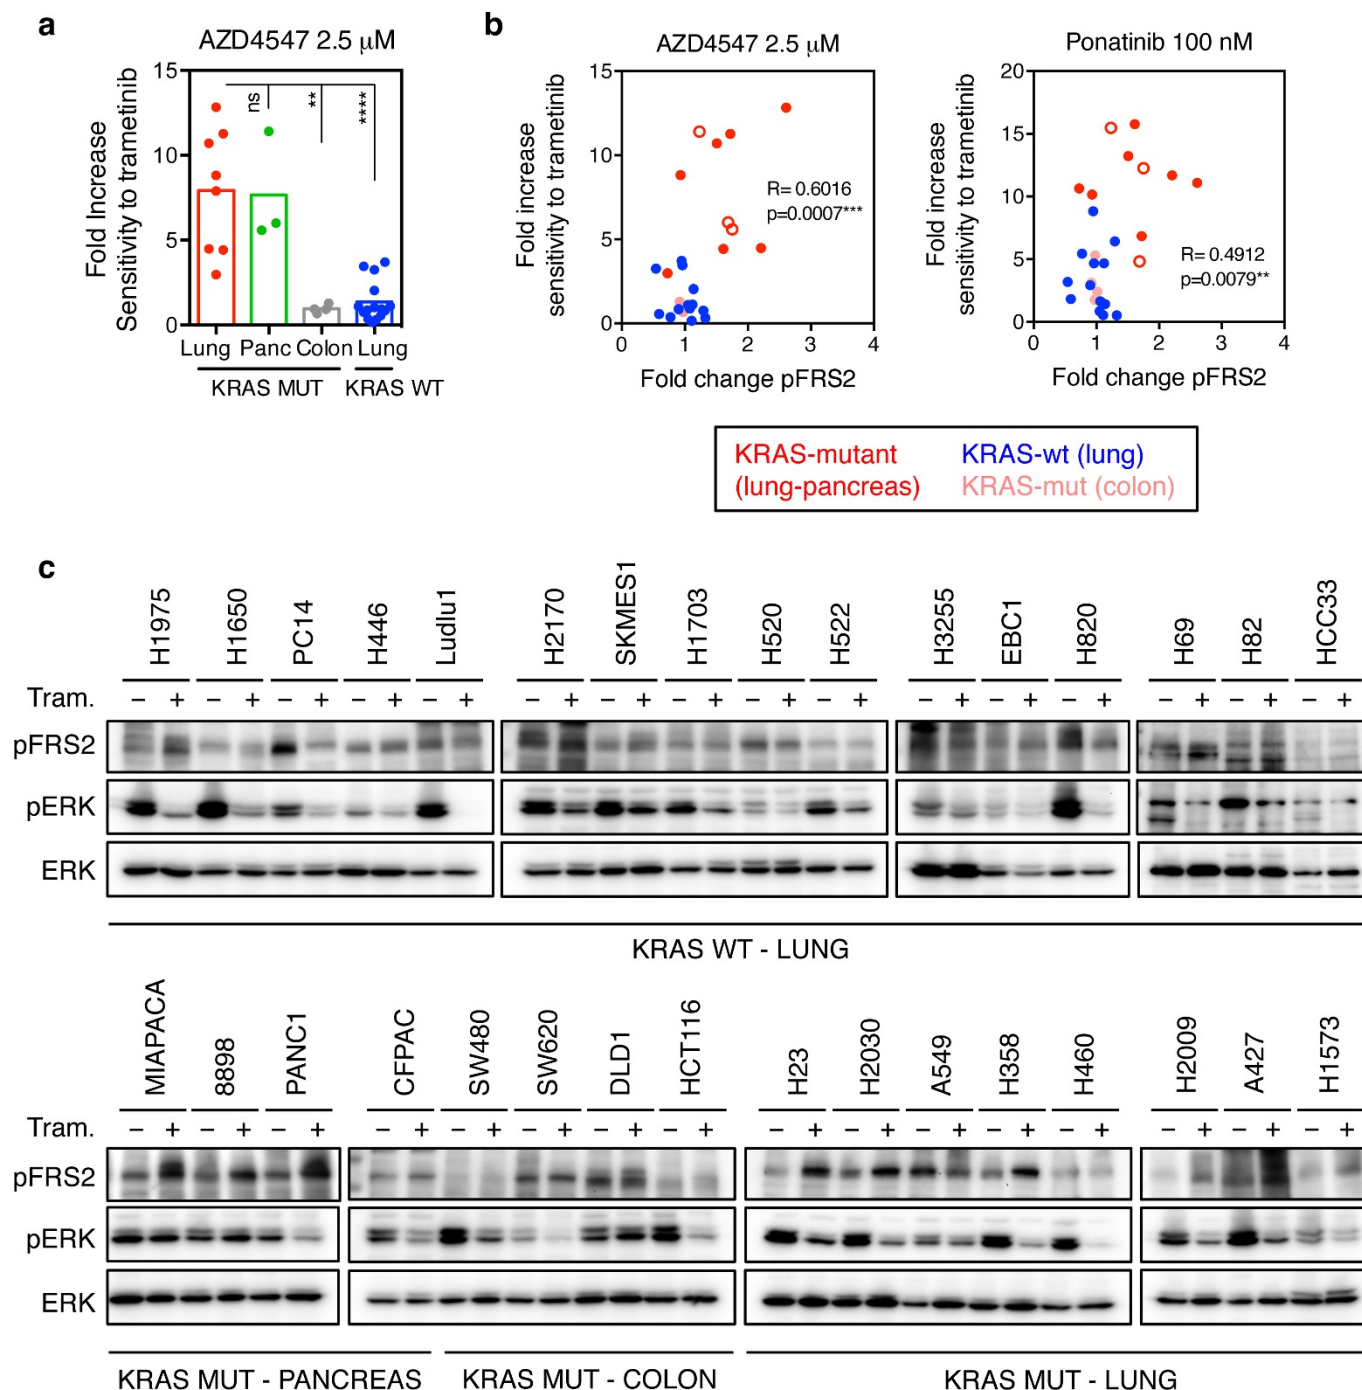 a
AZD4547 2.5 μM
Fold Increase
Sensitivity to trametinib
15
10
5
0
ns
**
****
Lung Panc Colon Lung
KRAS MUT KRAS WT
b
AZD4547 2.5 μM
Fold increase
sensitivity to trametinib
15
10
5
0
R= 0.6016
p=0.0007***
0 1 2 3 4
Fold change pFRS2
Ponatinib 100 nM
Fold increase
sensitivity to trametinib
20
15
10
5
0
R= 0.4912
p=0.0079**
0 1 2 3 4
Fold change pFRS2
KRAS-mutant
(lung-pancreas)
KRAS-wt (lung)
KRAS-mut (colon)
c
H1975 H1650 PC14 H446 Ludlu1 H2170 SKMES1 H1703 H520 H522 H3255 EBC1 H820 H69 H82 HCC33
Tram. − + − + − + − + − + − + − + − + − + − + − + − + − + − + − + − +
pFRS2
pERK
ERK
KRAS WT - LUNG
MIAPACA 8898 PANC1 CFPAC SW480 SW620 DLD1 HCT116 H23 H2030 A549 H358 H460 H2009 A427 H1573
Tram. − + − + − + − + − + − + − + − + − + − + − + − + − + − + − + − +
pFRS2
pERK
ERK
KRAS MUT - PANCREAS KRAS MUT - COLON KRAS MUT - LUNG